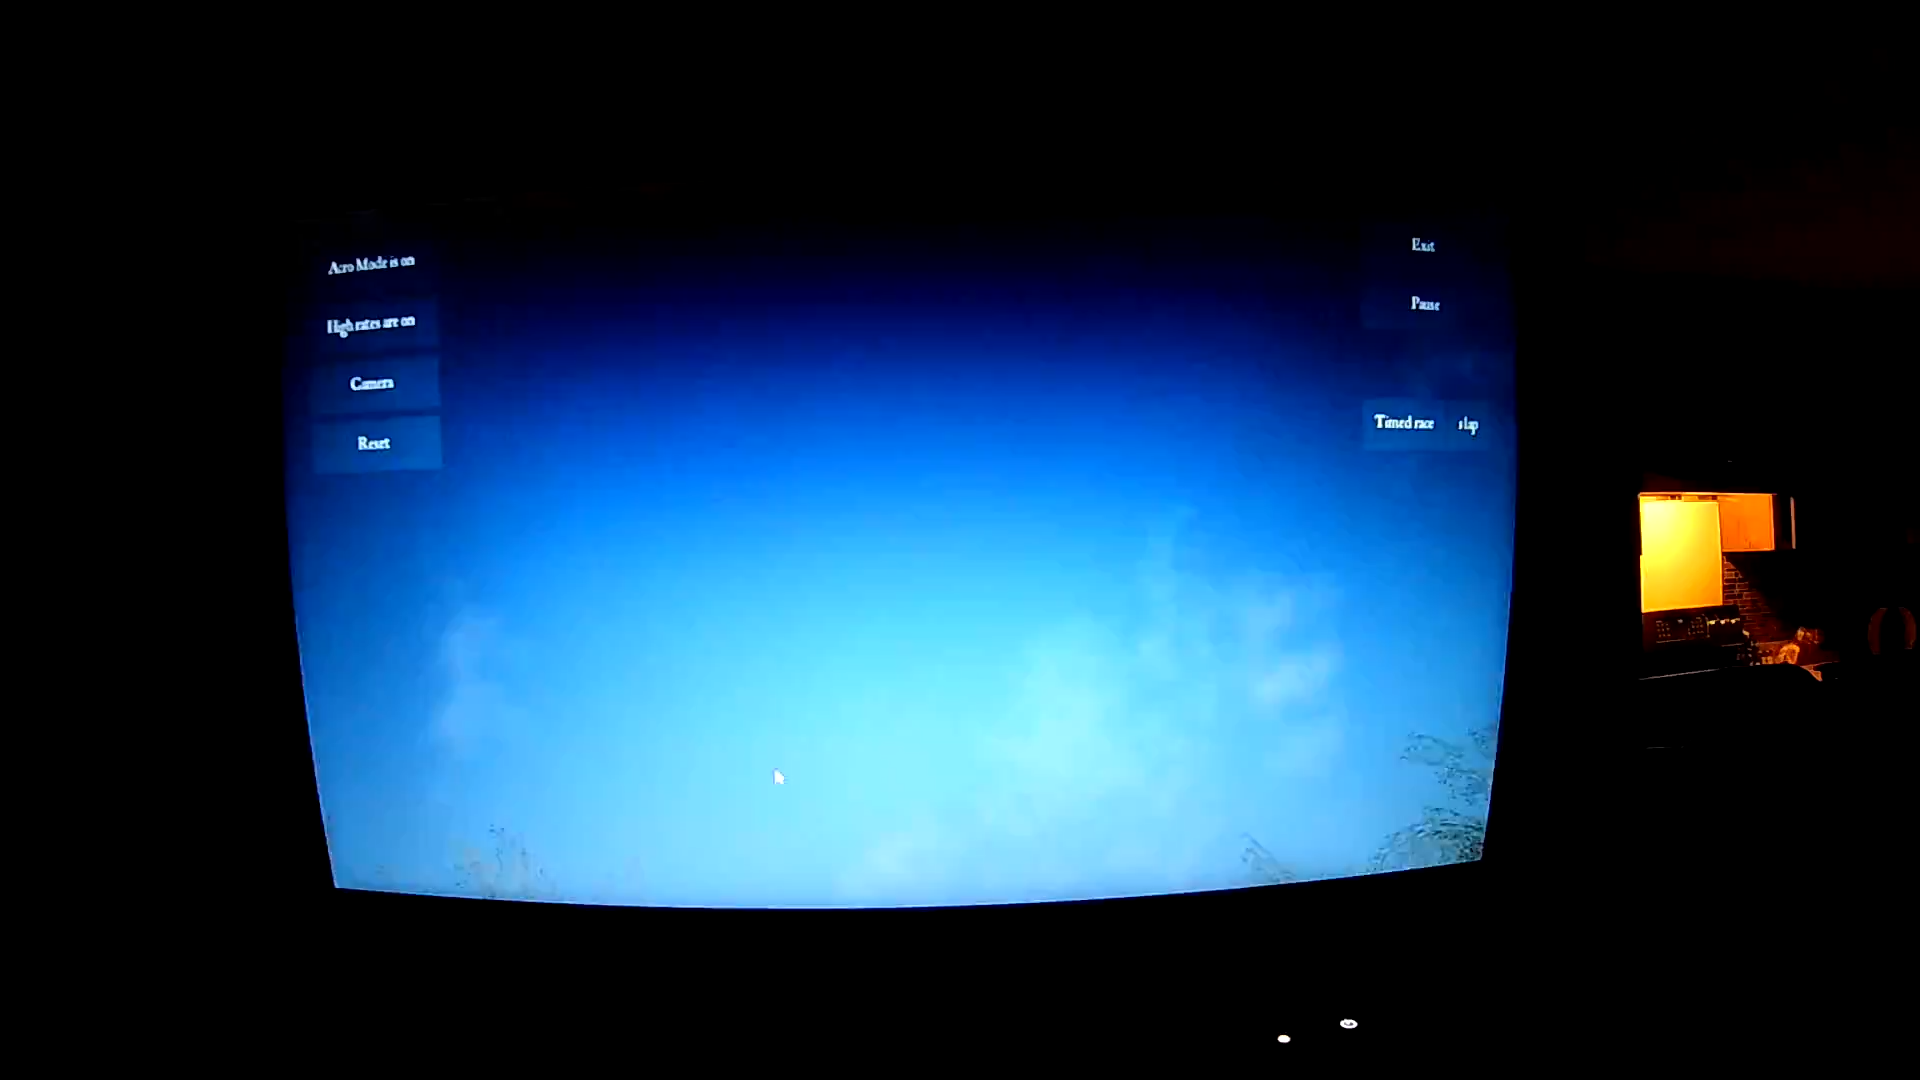 Acro Mode is on
High rates are on
Camera
Reset
Exit
Pause
Timed race
1 lap